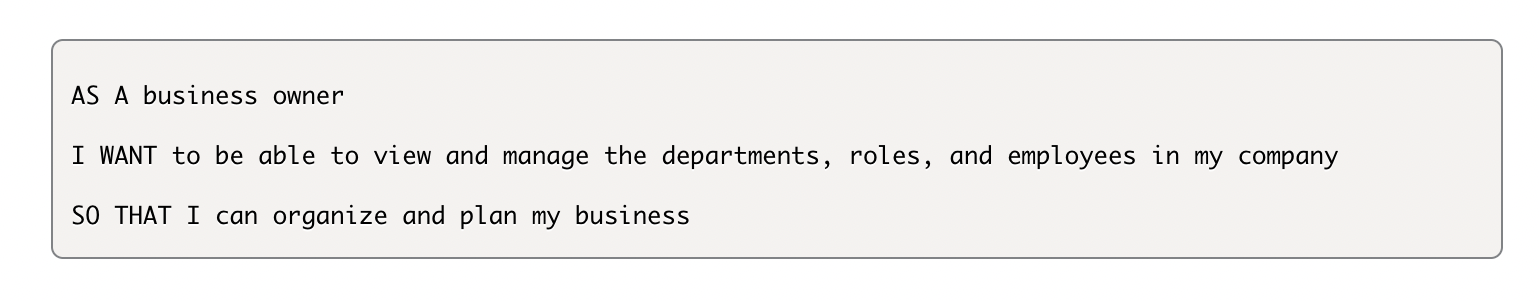 AS A business owner
I WANT to be able to view and manage the departments, roles, and employees in my company
SO THAT I can organize and plan my business